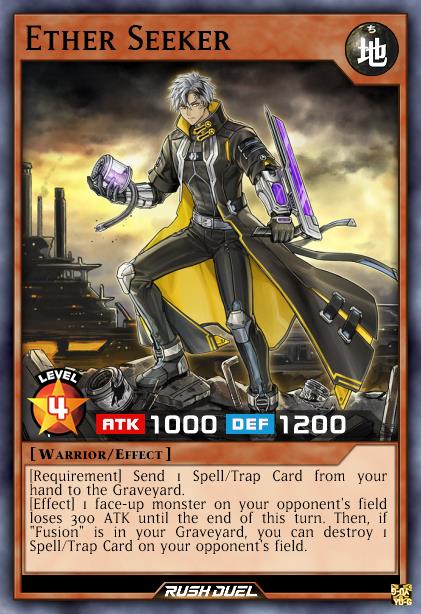 Ether Seeker
ち
地
LEVEL
4
ATK 1000 DEF 1200
[Warrior/Effect]
[Requirement] Send 1 Spell/Trap Card from your
hand to the Graveyard.
[Effect] 1 face-up monster on your opponent's field
loses 300 ATK until the end of this turn. Then, if
"Fusion" is in your Graveyard, you can destroy 1
Spell/Trap Card on your opponent's field.
RUSH DUEL